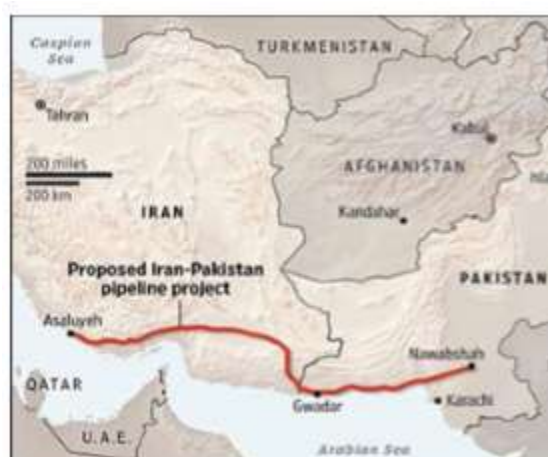 Caspian
Sea
TURKMENISTAN
Tehran
Kabul
200 miles
200 km
AFGHANISTAN
IRAN
Kandahar
Proposed Iran-Pakistan
pipeline project
PAKISTAN
Asaluyeh
Nawabshah
QATAR
Gwadar
Karachi
U.A.E.
Arabian Sea